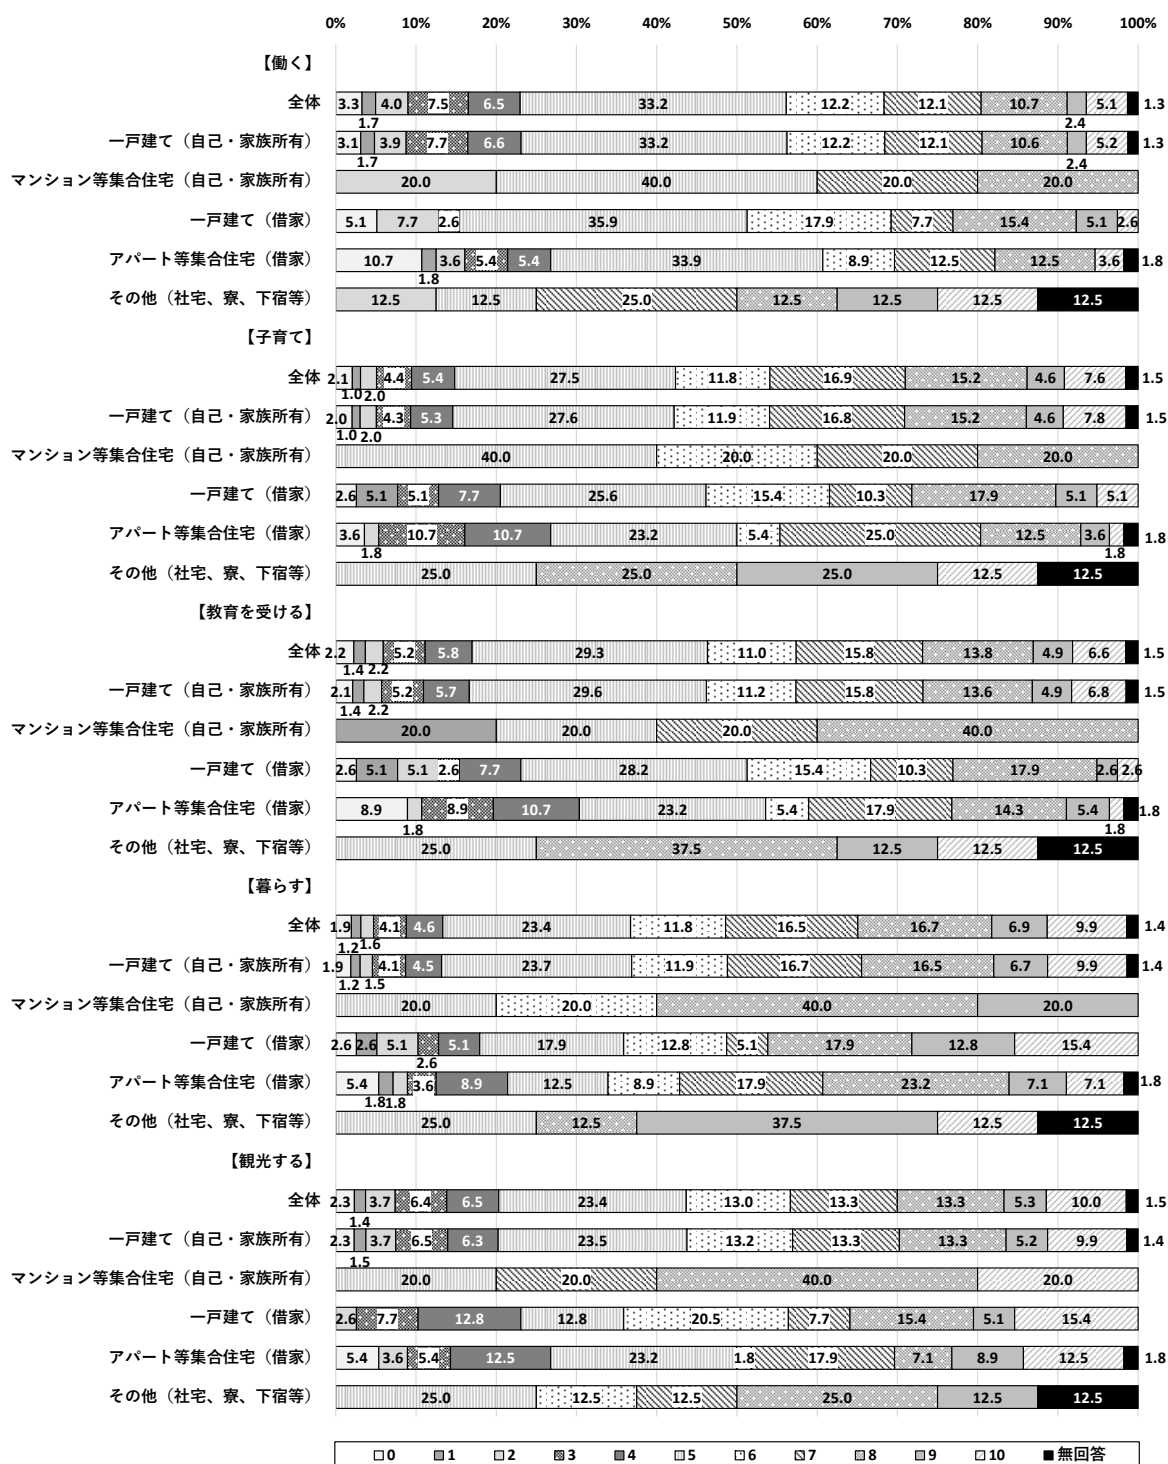 0% 10% 20% 30% 40% 50% 60% 70% 80% 90% 100%
【働く】
全体 3.3 1.7 4.0 7.5 6.5 33.2 12.2 12.1 10.7 2.4 5.1 1.3
一戸建て（自己・家族所有） 3.1 1.7 3.9 7.7 6.6 33.2 12.2 12.1 10.6 2.4 5.2 1.3
マンション等集合住宅（自己・家族所有） 20.0 40.0 20.0 20.0
一戸建て（借家） 5.1 7.7 2.6 35.9 17.9 7.7 15.4 5.1 2.6
アパート等集合住宅（借家） 10.7 1.8 3.6 5.4 5.4 33.9 8.9 12.5 12.5 3.6 1.8
その他（社宅、寮、下宿等） 12.5 12.5 25.0 12.5 12.5 12.5 12.5
【子育て】
全体 2.1 1.0 2.0 4.4 5.4 27.5 11.8 16.9 15.2 4.6 7.6 1.5
一戸建て（自己・家族所有） 2.0 1.0 2.0 4.3 5.3 27.6 11.9 16.8 15.2 4.6 7.8 1.5
マンション等集合住宅（自己・家族所有） 40.0 20.0 20.0 20.0
一戸建て（借家） 2.6 5.1 5.1 7.7 25.6 15.4 10.3 17.9 5.1 5.1
アパート等集合住宅（借家） 3.6 1.8 10.7 10.7 23.2 5.4 25.0 12.5 3.6 1.8 1.8
その他（社宅、寮、下宿等） 25.0 25.0 25.0 12.5 12.5
【教育を受ける】
全体 2.2 1.4 2.2 5.2 5.8 29.3 11.0 15.8 13.8 4.9 6.6 1.5
一戸建て（自己・家族所有） 2.1 1.4 2.2 5.2 5.7 29.6 11.2 15.8 13.6 4.9 6.8 1.5
マンション等集合住宅（自己・家族所有） 20.0 20.0 20.0 40.0
一戸建て（借家） 2.6 5.1 5.1 2.6 7.7 28.2 15.4 10.3 17.9 2.6 2.6
アパート等集合住宅（借家） 8.9 1.8 8.9 10.7 23.2 5.4 17.9 14.3 5.4 1.8 1.8
その他（社宅、寮、下宿等） 25.0 37.5 12.5 12.5 12.5
【暮らす】
全体 1.9 1.2 1.6 4.1 4.6 23.4 11.8 16.5 16.7 6.9 9.9 1.4
一戸建て（自己・家族所有） 1.9 1.2 1.5 4.1 4.5 23.7 11.9 16.7 16.5 6.7 9.9 1.4
マンション等集合住宅（自己・家族所有） 20.0 20.0 40.0 20.0
一戸建て（借家） 2.6 2.6 5.1 2.6 5.1 17.9 12.8 5.1 17.9 12.8 15.4
アパート等集合住宅（借家） 5.4 1.8 1.8 3.6 8.9 12.5 8.9 17.9 23.2 7.1 7.1 1.8
その他（社宅、寮、下宿等） 25.0 12.5 37.5 12.5 12.5
【観光する】
全体 2.3 1.4 3.7 6.4 6.5 23.4 13.0 13.3 13.3 5.3 10.0 1.5
一戸建て（自己・家族所有） 2.3 1.5 3.7 6.5 6.3 23.5 13.2 13.3 13.3 5.2 9.9 1.4
マンション等集合住宅（自己・家族所有） 20.0 20.0 40.0 20.0
一戸建て（借家） 2.6 7.7 12.8 12.8 20.5 7.7 15.4 5.1 15.4
アパート等集合住宅（借家） 5.4 3.6 5.4 12.5 23.2 1.8 17.9 7.1 8.9 12.5 1.8
その他（社宅、寮、下宿等） 25.0 12.5 12.5 25.0 12.5 12.5
0 1 2 3 4 5 6 7 8 9 10 無回答